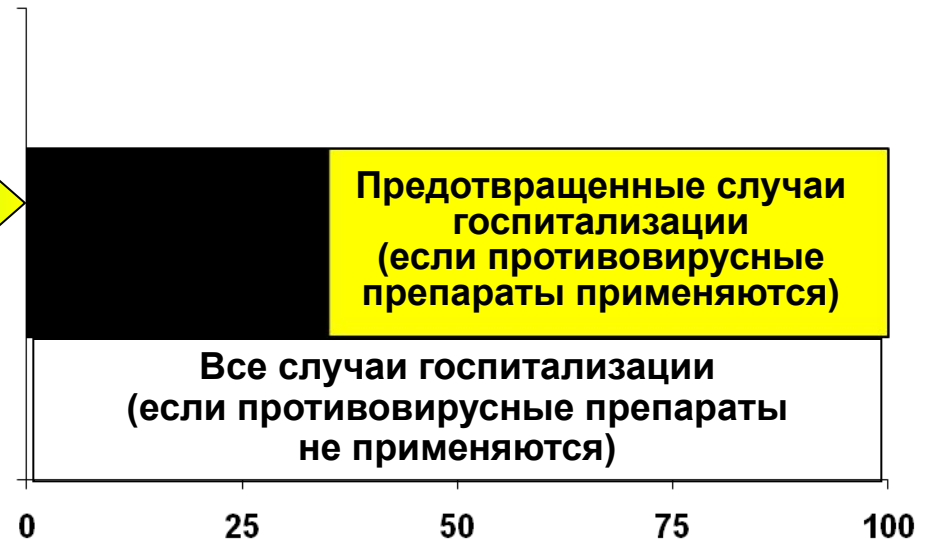 Предотвращенные случаи
госпитализации
(если противовирусные
препараты применяются)
Все случаи госпитализации
(если противовирусные препараты
не применяются)
0 25 50 75 100